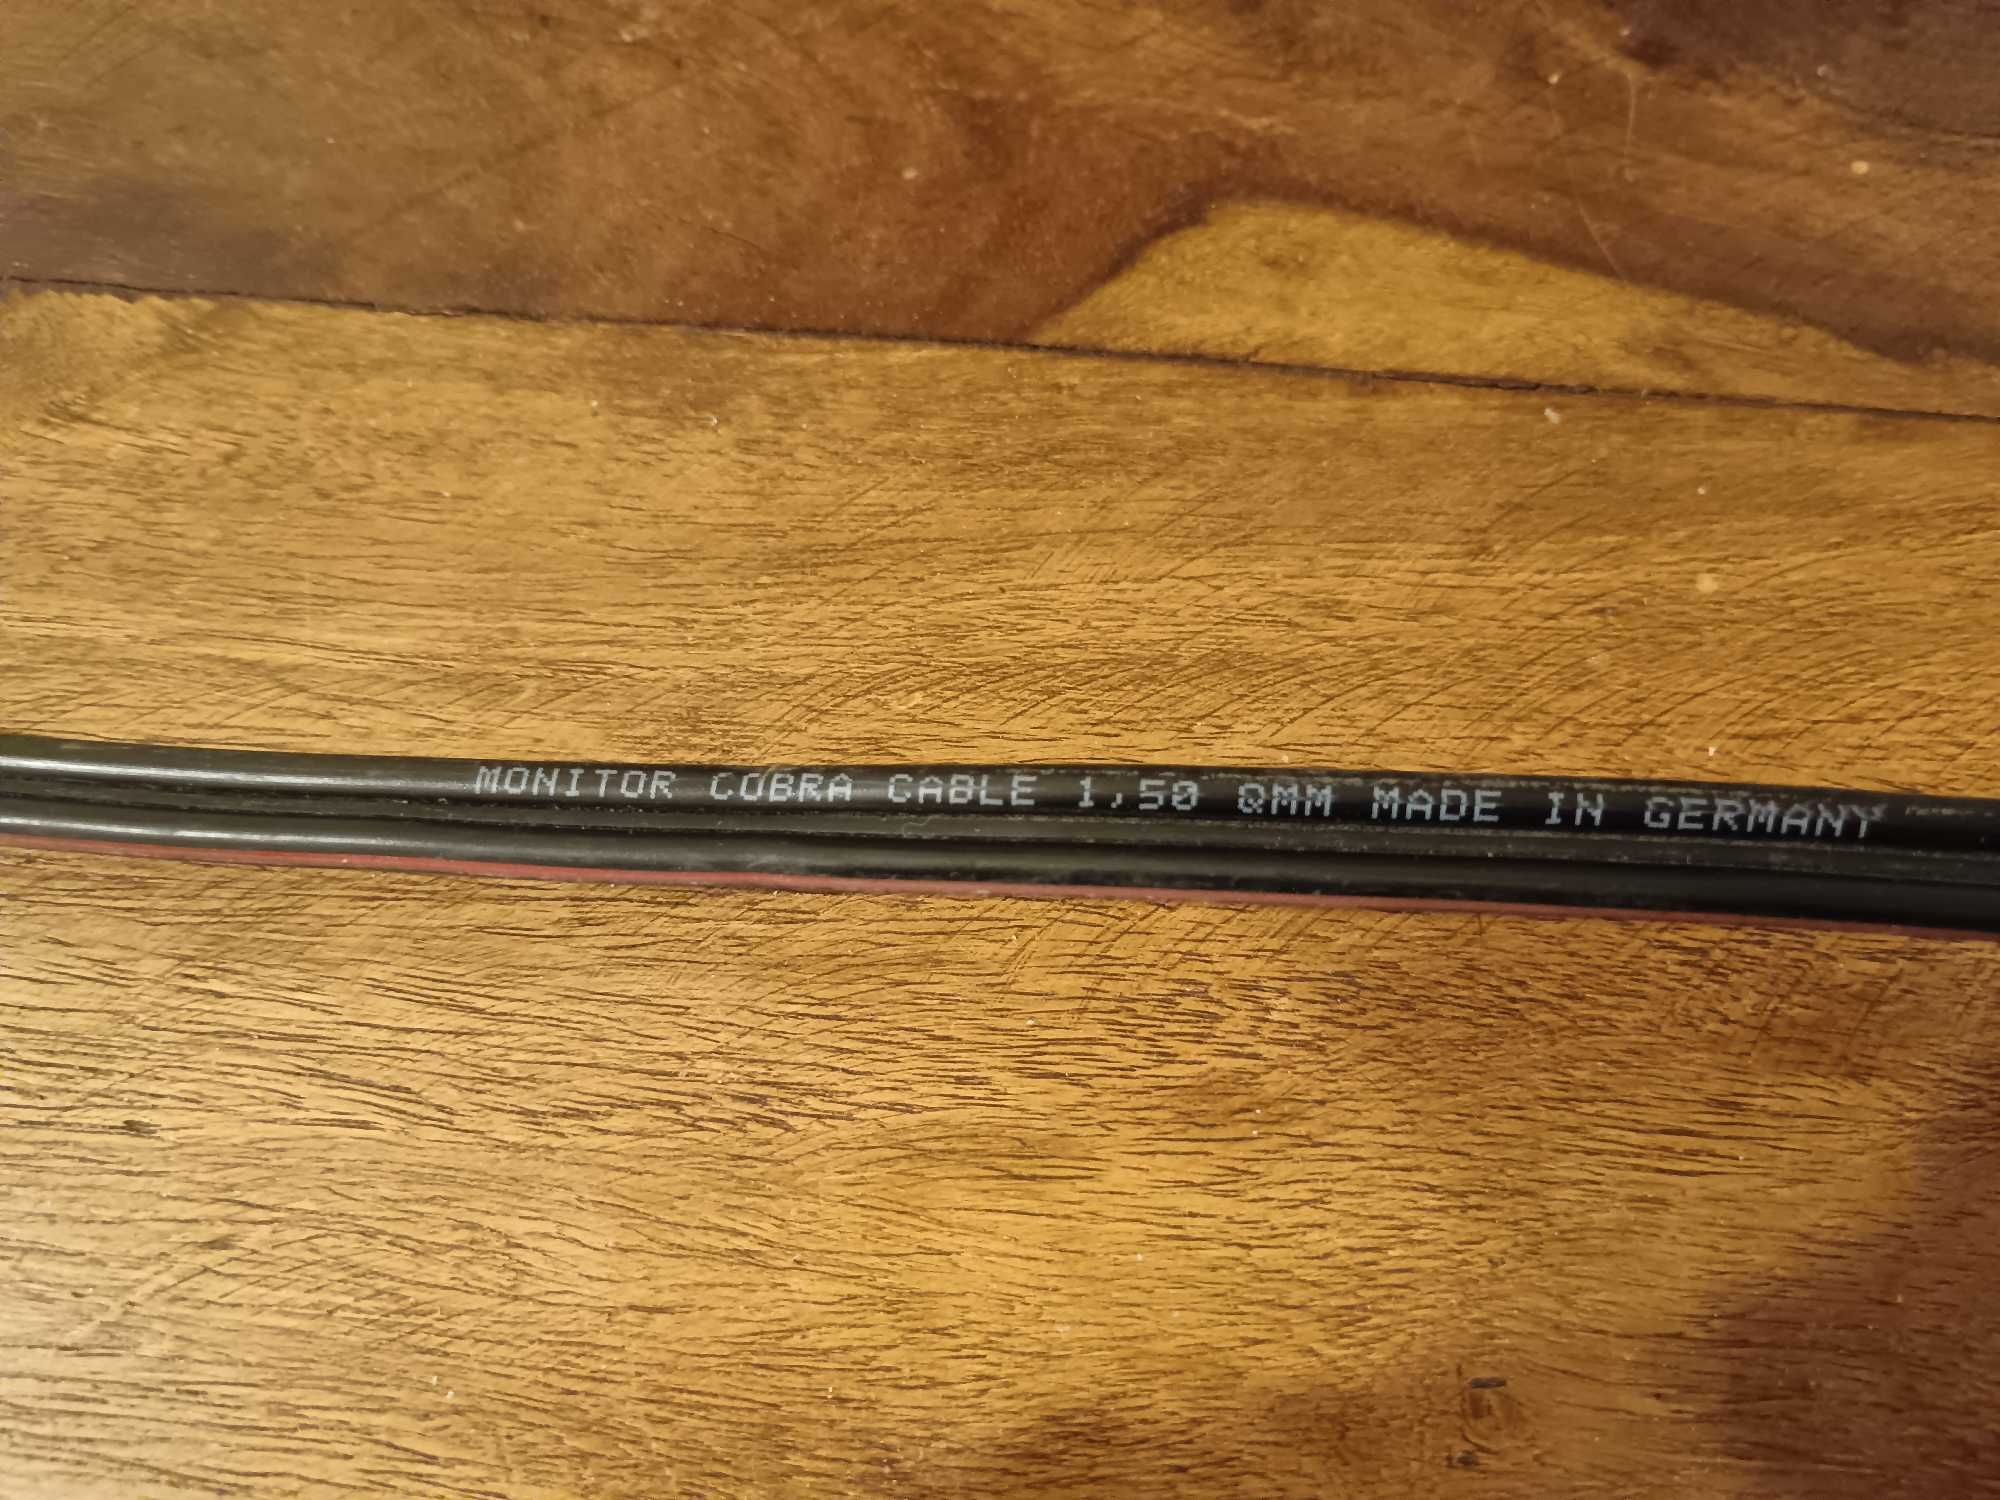 MONITOR COBRA CABLE 1,50 QMM MADE IN GERMANY